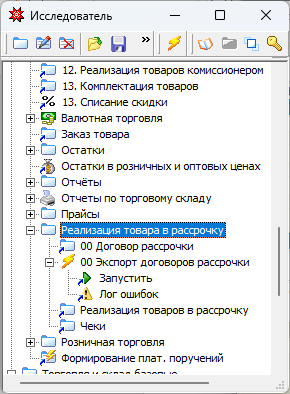 Исследователь
»
12. Реализация товаров комиссионером
13. Комплектация товаров
% 13. Списание скидки
Валютная торговля
Заказ товара
Остатки
Остатки в розничных и оптовых ценах
Отчёты
Отчеты по торговому складу
Прайсы
Реализация товара в рассрочку
00 Договор рассрочки
00 Экспорт договоров рассрочки
Запустить
Лог ошибок
Реализация товаров в рассрочку
Чеки
Розничная торговля
Формирование плат. поручений
Торговля и склад базовые